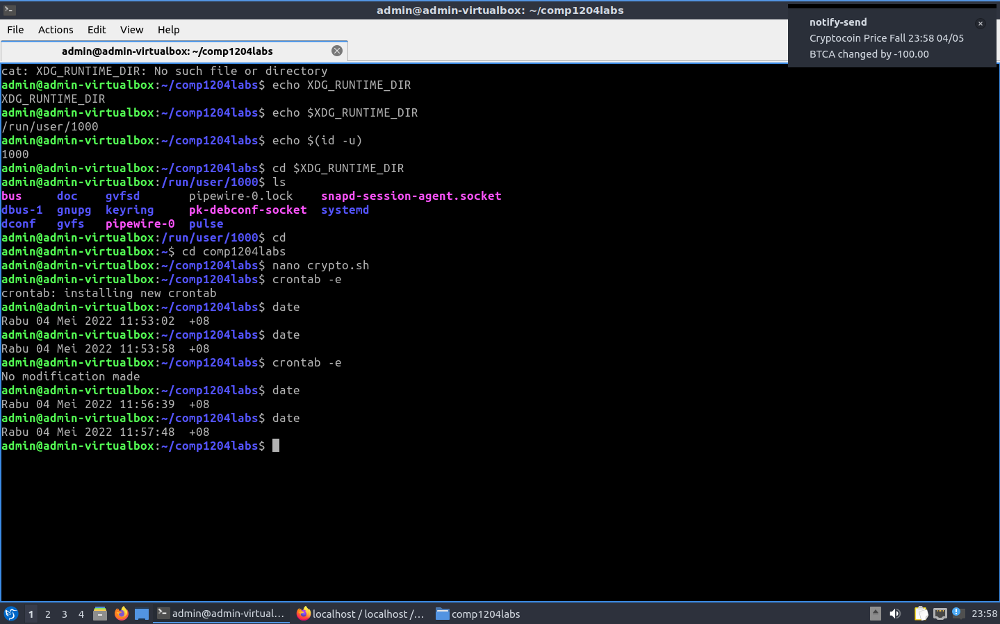 admin@admin-virtualbox: ~/comp1204labs
File Actions Edit View Help
notify-send
Cryptocoin Price Fall 23:58 04/05
BTCA changed by -100.00
admin@admin-virtualbox: ~/comp1204labs
cat: XDG_RUNTIME_DIR: No such file or directory
admin@admin-virtualbox:~/comp1204labs$ echo XDG_RUNTIME_DIR
XDG_RUNTIME_DIR
admin@admin-virtualbox:~/comp1204labs$ echo $XDG_RUNTIME_DIR
/run/user/1000
admin@admin-virtualbox:~/comp1204labs$ echo $(id -u)
1000
admin@admin-virtualbox:~/comp1204labs$ cd $XDG_RUNTIME_DIR
admin@admin-virtualbox:/run/user/1000$ ls
bus doc gvfsd pipewire-0.lock snapd-session-agent.socket
dbus-1 gnupg keyring pk-debconf-socket systemd
dconf gvfs pipewire-0 pulse
admin@admin-virtualbox:/run/user/1000$ cd
admin@admin-virtualbox:~$ cd comp1204labs
admin@admin-virtualbox:~/comp1204labs$ nano crypto.sh
admin@admin-virtualbox:~/comp1204labs$ crontab -e
crontab: installing new crontab
admin@admin-virtualbox:~/comp1204labs$ date
Rabu 04 Mei 2022 11:53:02 +08
admin@admin-virtualbox:~/comp1204labs$ date
Rabu 04 Mei 2022 11:53:58 +08
admin@admin-virtualbox:~/comp1204labs$ crontab -e
No modification made
admin@admin-virtualbox:~/comp1204labs$ date
Rabu 04 Mei 2022 11:56:39 +08
admin@admin-virtualbox:~/comp1204labs$ date
Rabu 04 Mei 2022 11:57:48 +08
admin@admin-virtualbox:~/comp1204labs$
1 2 3 4 admin@admin-virtual... localhost / localhost /... comp1204labs 23:58